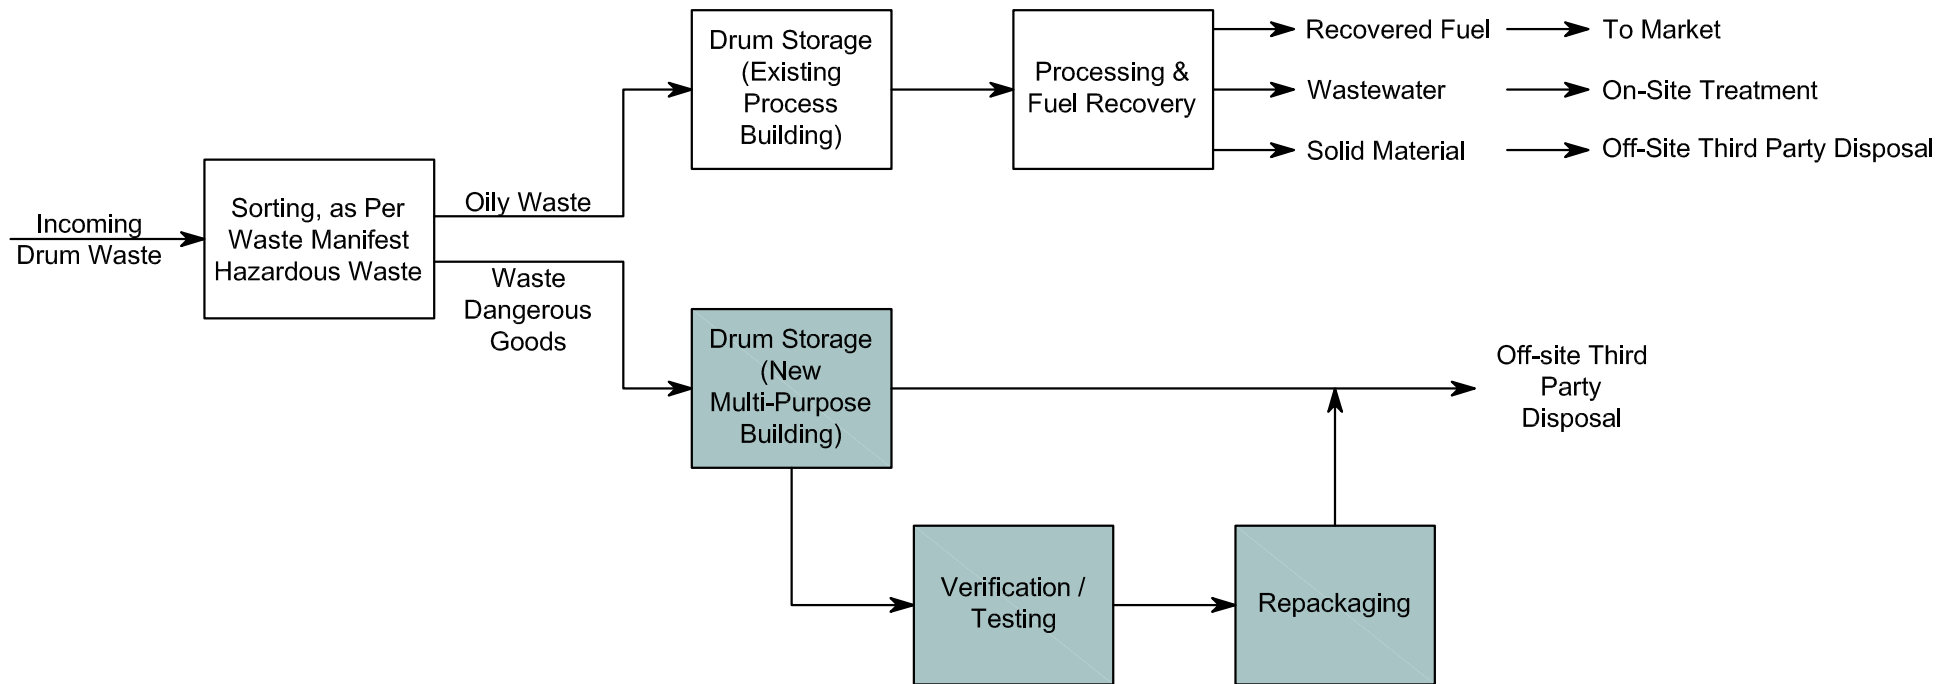 Incoming
Drum Waste
Sorting, as Per
Waste Manifest
Hazardous Waste
Oily Waste
Waste
Dangerous
Goods
Drum Storage
(Existing
Process
Building)
Processing &
Fuel Recovery
Recovered Fuel
To Market
Wastewater
On-Site Treatment
Solid Material
Off-Site Third Party Disposal
Drum Storage
(New
Multi-Purpose
Building)
Off-site Third
Party
Disposal
Verification /
Testing
Repackaging